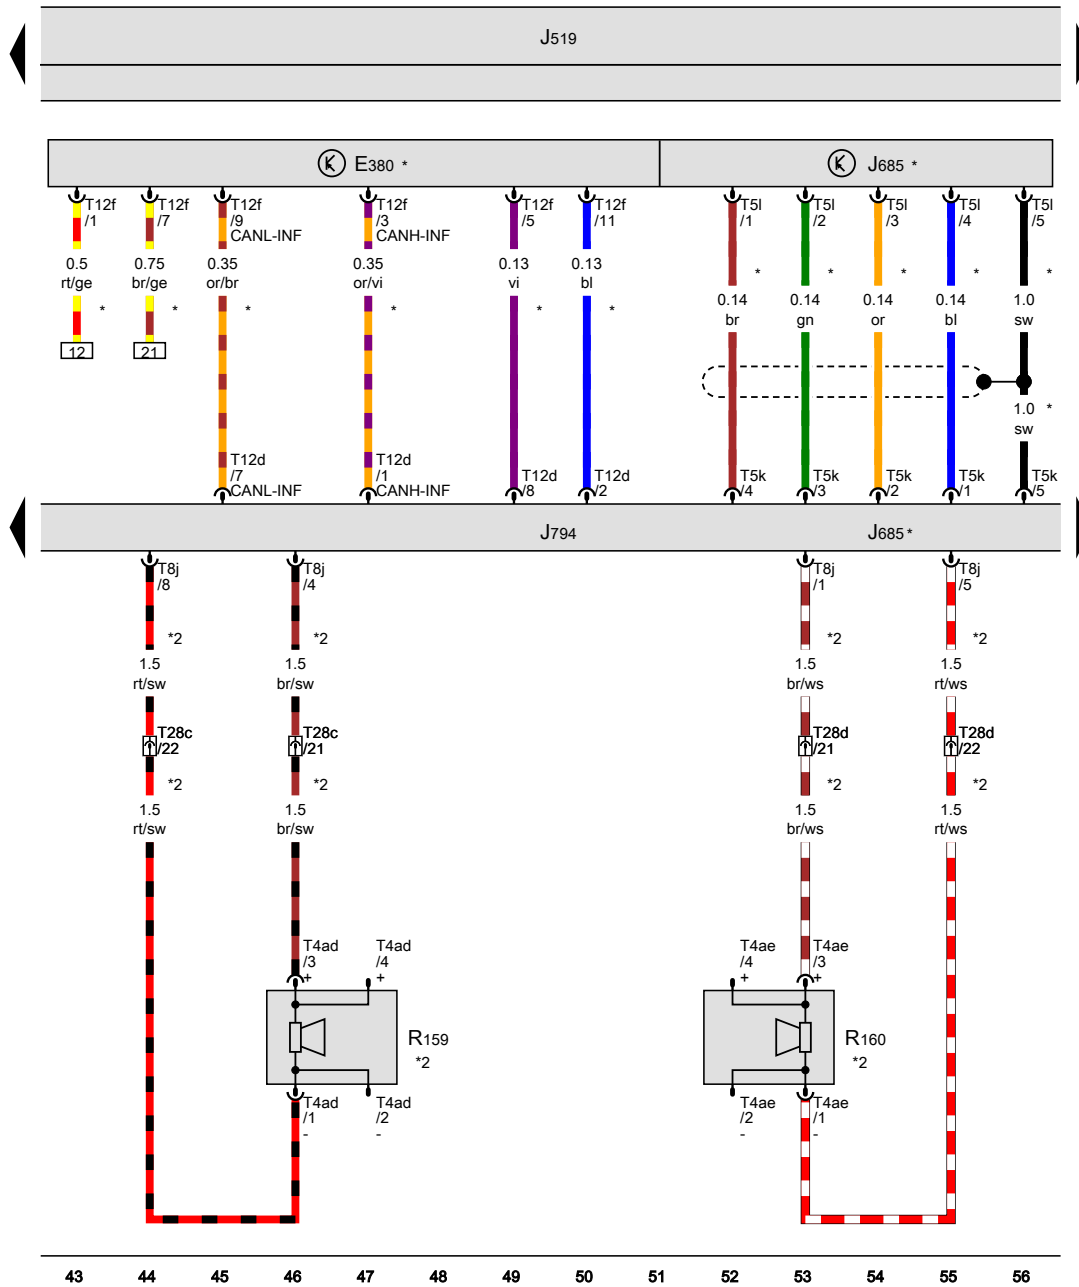 J519
E380 *
J685 *
T12f T12f T12f T12f T12f T12f T5l T5l T5l T5l T5l
/1 /7 /9 /3 /5 /11 /1 /2 /3 /4 /5
CANL-INF CANH-INF
0.5 0.75 0.35 0.35 0.13 0.13 * * * * *
rt/ge br/ge or/br or/vi vi bl
0.14 0.14 0.14 0.14 1.0
* * * * * *
br gn or bl sw
12 21
1.0 *
sw
T12d T12d T12d T12d T5k T5k T5k T5k T5k
/7 /1 /8 /2 /4 /3 /2 /1 /5
CANL-INF CANH-INF
J794 J685 *
T8j T8j T8j T8j
/8 /4 /1 /5
*2 *2 *2 *2
1.5 1.5 1.5 1.5
rt/sw br/sw br/ws rt/ws
T28c T28c T28d T28d
/22 /21 /21 /22
*2 *2 *2 *2
1.5 1.5 1.5 1.5
rt/sw br/sw br/ws rt/ws
T4ad T4ad T4ae T4ae
/3 /4 /4 /3
+ + + +
R159 R160
*2 *2
T4ad T4ad T4ae T4ae
/1 /2 /2 /1
- - - -
43 44 45 46 47 48 49 50 51 52 53 54 55 56